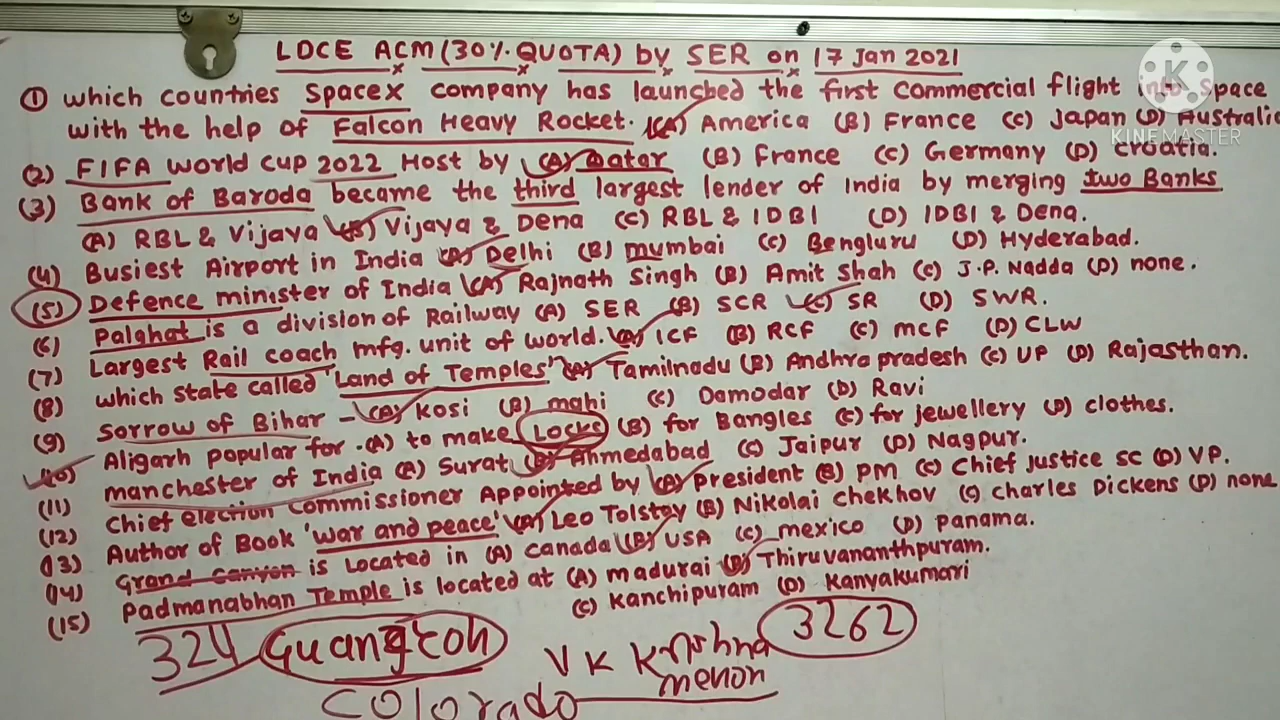 LDCE ACM (30% QUOTA) by SER on 17 Jan 2021
① which countries SpaceX company has launched the first commercial flight into space
with the help of Falcon Heavy Rocket. (A) America (B) France (C) Japan (D) Australia
KINEMASTER
(2) FIFA World Cup 2022 Host by (A) Qatar (B) France (C) Germany (D) Croatia.
(3) Bank of Baroda became the third largest lender of India by merging two Banks
(A) RBL & Vijaya (B) Vijaya & Dena (C) RBL & IDBI (D) IDBI & Dena.
(4) Busiest Airport in India (A) Delhi (B) mumbai (C) Bengluru (D) Hyderabad.
(5) Defence minister of India (A) Rajnath Singh (B) Amit Shah (C) J.P. Nadda (D) none.
(6) Palghat is a division of Railway (A) SER (B) SCR (C) SR (D) SWR.
(7) Largest Rail coach mfg. unit of world. (A) ICF (B) RCF (C) mCF (D) CLW
(8) which state called 'Land of Temples' (A) Tamilnadu (B) Andhra pradesh (C) UP (D) Rajasthan.
(9) Sorrow of Bihar - (A) Kosi (B) mahi (C) Damodar (D) Ravi
(10) Aligarh popular for .(A) to make Locks (B) for Bangles (C) for jewellery (D) clothes.
(11) manchester of India (A) Surat (B) Ahmedabad (C) Jaipur (D) Nagpur.
(12) Chief election Commissioner Appointed by (A) President (B) PM (C) Chief justice SC (D) VP.
(13) Author of Book 'war and peace' (A) Leo Tolstoy (B) Nikolai Chekhov (C) Charles Dickens (D) none
(14) Grand Canyon is Located in (A) Canada (B) USA (C) mexico (D) Panama.
(15) Padmanabhan Temple is located at (A) madurai (B) Thiruvananthpuram.
(C) Kanchipuram (D) Kanyakumari
324 3262
VK Krishna menon
Colorado